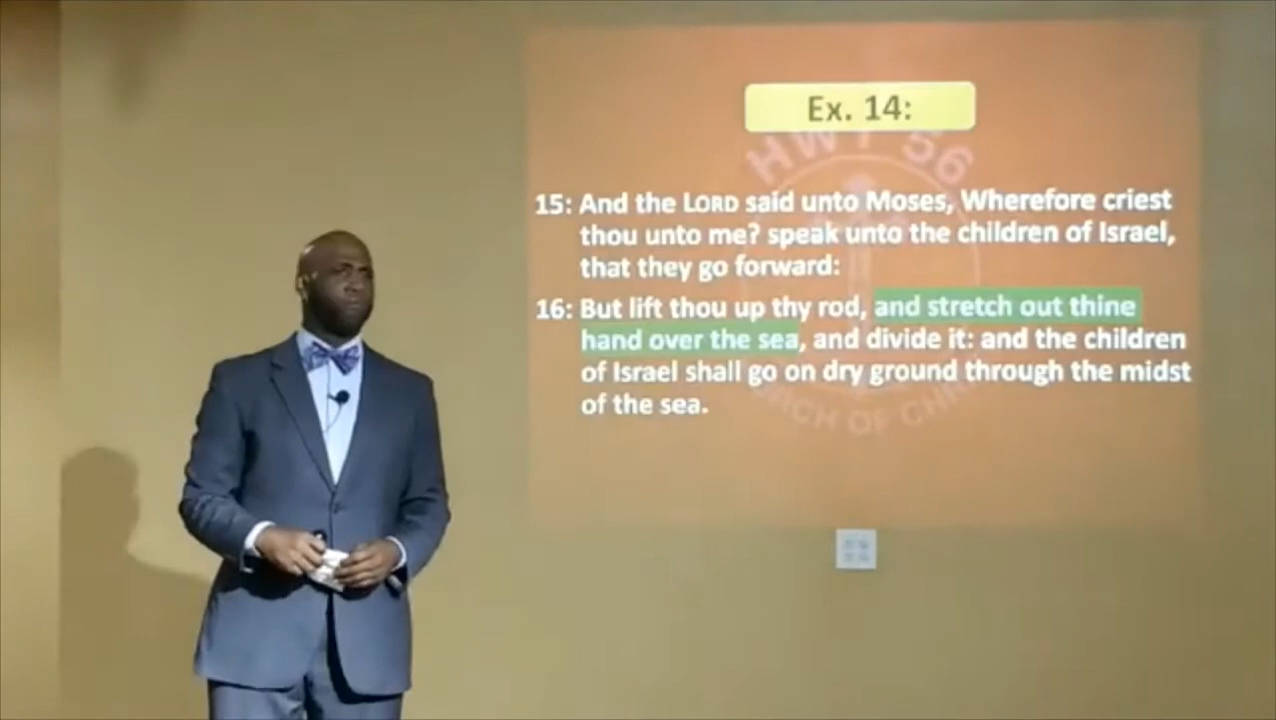 Ex. 14:
HWY 56
15: And the LORD said unto Moses, Wherefore criest
thou unto me? speak unto the children of Israel,
that they go forward:
16: But lift thou up thy rod, and stretch out thine
hand over the sea, and divide it: and the children
of Israel shall go on dry ground through the midst
of the sea.
OF